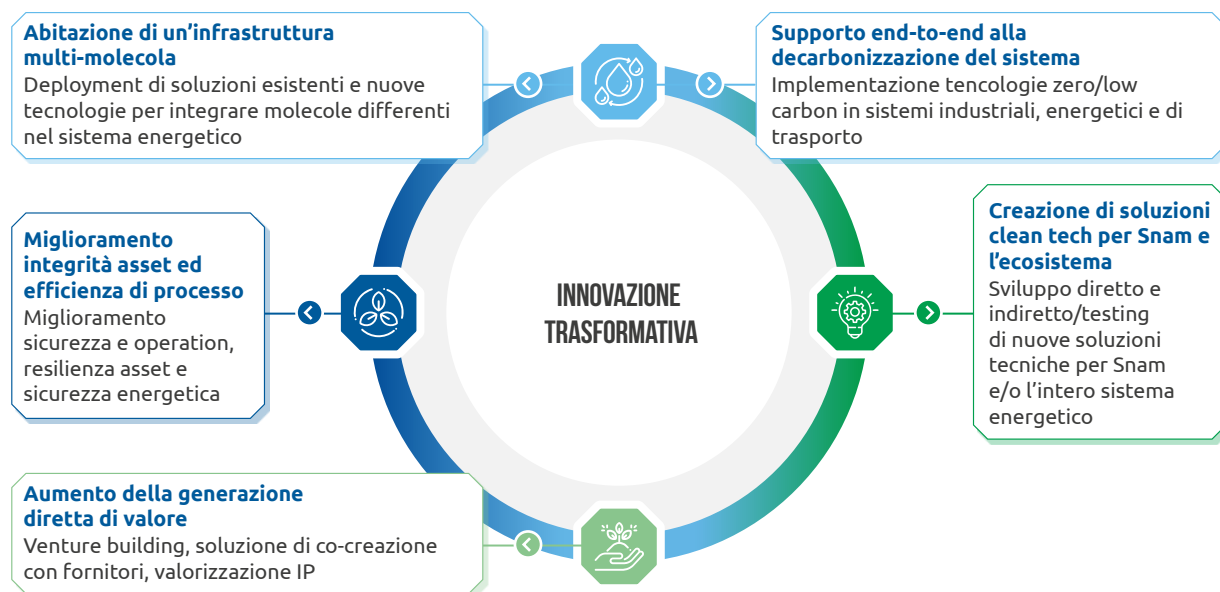 Abitazione di un’infrastruttura
multi-molecola
Deployment di soluzioni esistenti e nuove
tecnologie per integrare molecole differenti
nel sistema energetico
Supporto end-to-end alla
decarbonizzazione del sistema
Implementazione tencologie zero/low
carbon in sistemi industriali, energetici e di
trasporto
Miglioramento
integrità asset ed
efficienza di processo
Miglioramento
sicurezza e operation,
resilienza asset e
sicurezza energetica
INNOVAZIONE
TRASFORMATIVA
Creazione di soluzioni
clean tech per Snam e
l’ecosistema
Sviluppo diretto e
indiretto/testing
di nuove soluzioni
tecniche per Snam
e/o l’intero sistema
energetico
Aumento della generazione
diretta di valore
Venture building, soluzione di co-creazione
con fornitori, valorizzazione IP